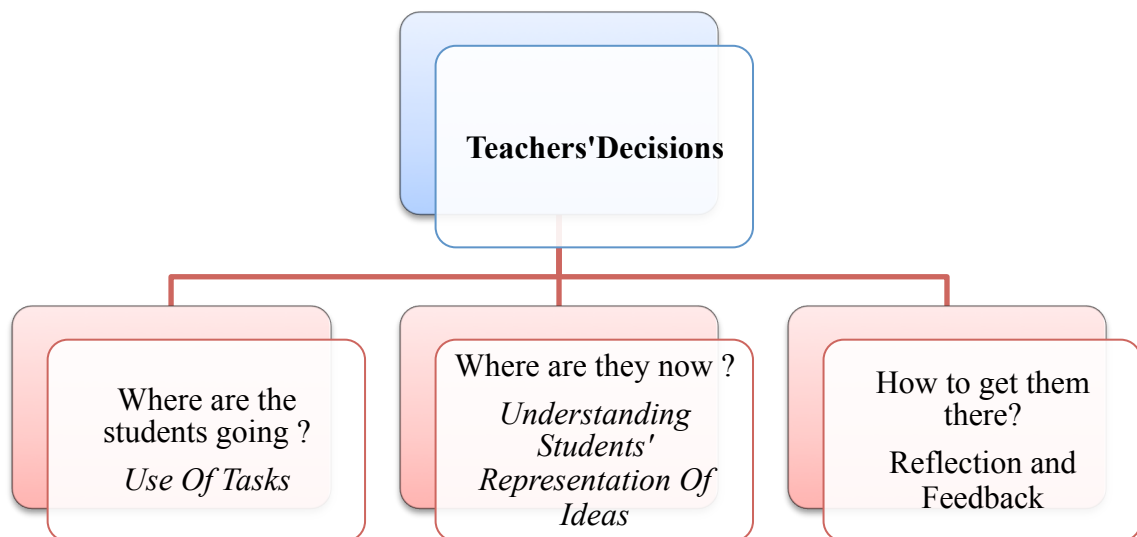 Teachers'Decisions
Where are the
students going ?
Use Of Tasks
Where are they now ?
Understanding
Students'
Representation Of
Ideas
How to get them
there?
Reflection and
Feedback